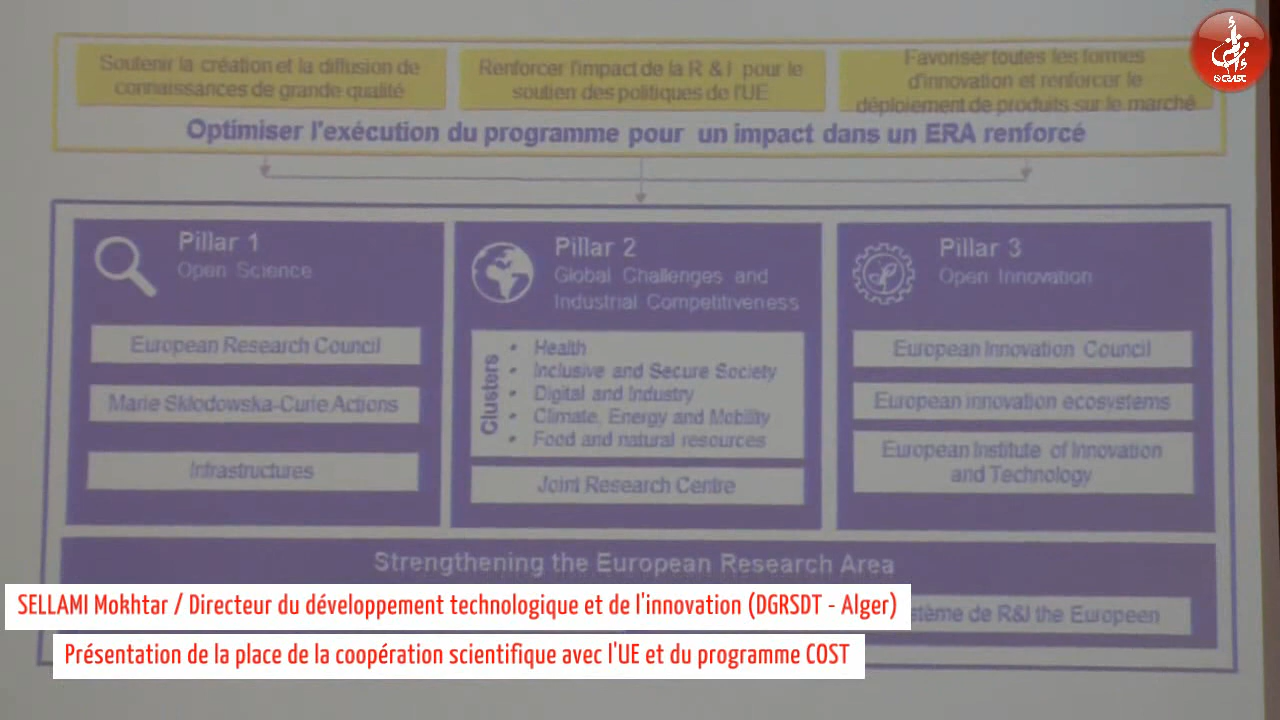 Soutenir la création et la diffusion de
connaissances de grande qualité
Renforcer l'impact de la R & I pour le
soutien des politiques de l'UE
Favoriser toutes les formes
d'innovation et renforcer le
déploiement de produits sur le marché
Optimiser l'exécution du programme pour un impact dans un ERA renforcé
Pillar 1
Open Science
European Research Council
Marie Skłodowska-Curie Actions
Infrastructures
Pillar 2
Global Challenges and
Industrial Competitiveness
Clusters
• Health
• Inclusive and Secure Society
• Digital and Industry
• Climate, Energy and Mobility
• Food and natural resources
Joint Research Centre
Pillar 3
Open Innovation
European Innovation Council
European innovation ecosystems
European Institute of Innovation
and Technology
Strengthening the European Research Area
de R&I the Europeen
SELLAMI Mokhtar / Directeur du développement technologique et de l'innovation (DGRSDT - Alger)
Présentation de la place de la coopération scientifique avec l'UE et du programme COST